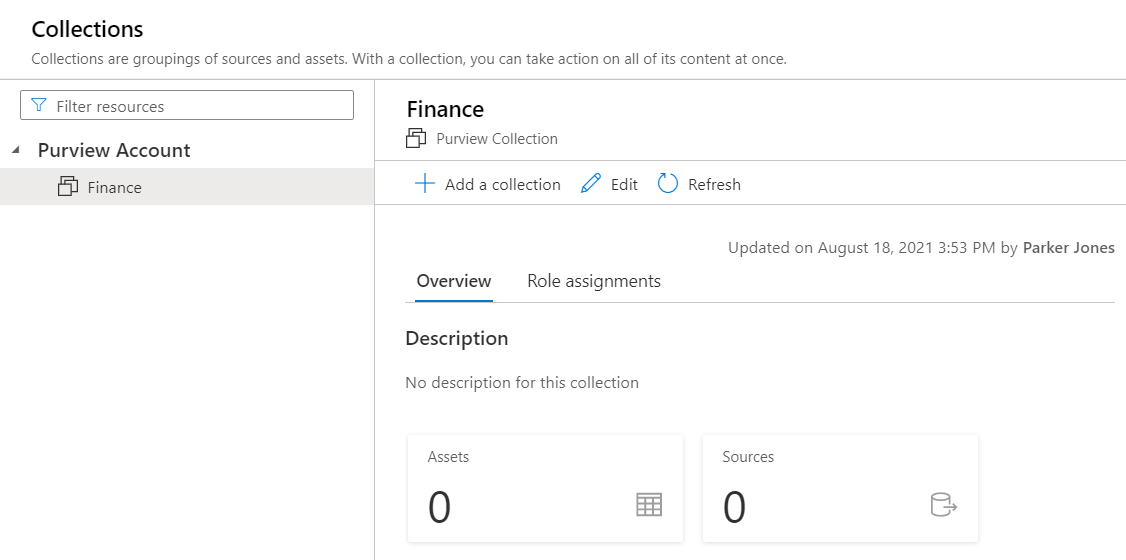 Collections
Collections are groupings of sources and assets. With a collection, you can take action on all of its content at once.
Filter resources
Purview Account
Finance
Finance
Purview Collection
Add a collection
Edit
Refresh
Updated on August 18, 2021 3:53 PM by Parker Jones
Overview
Role assignments
Description
No description for this collection
Assets
0
Sources
0